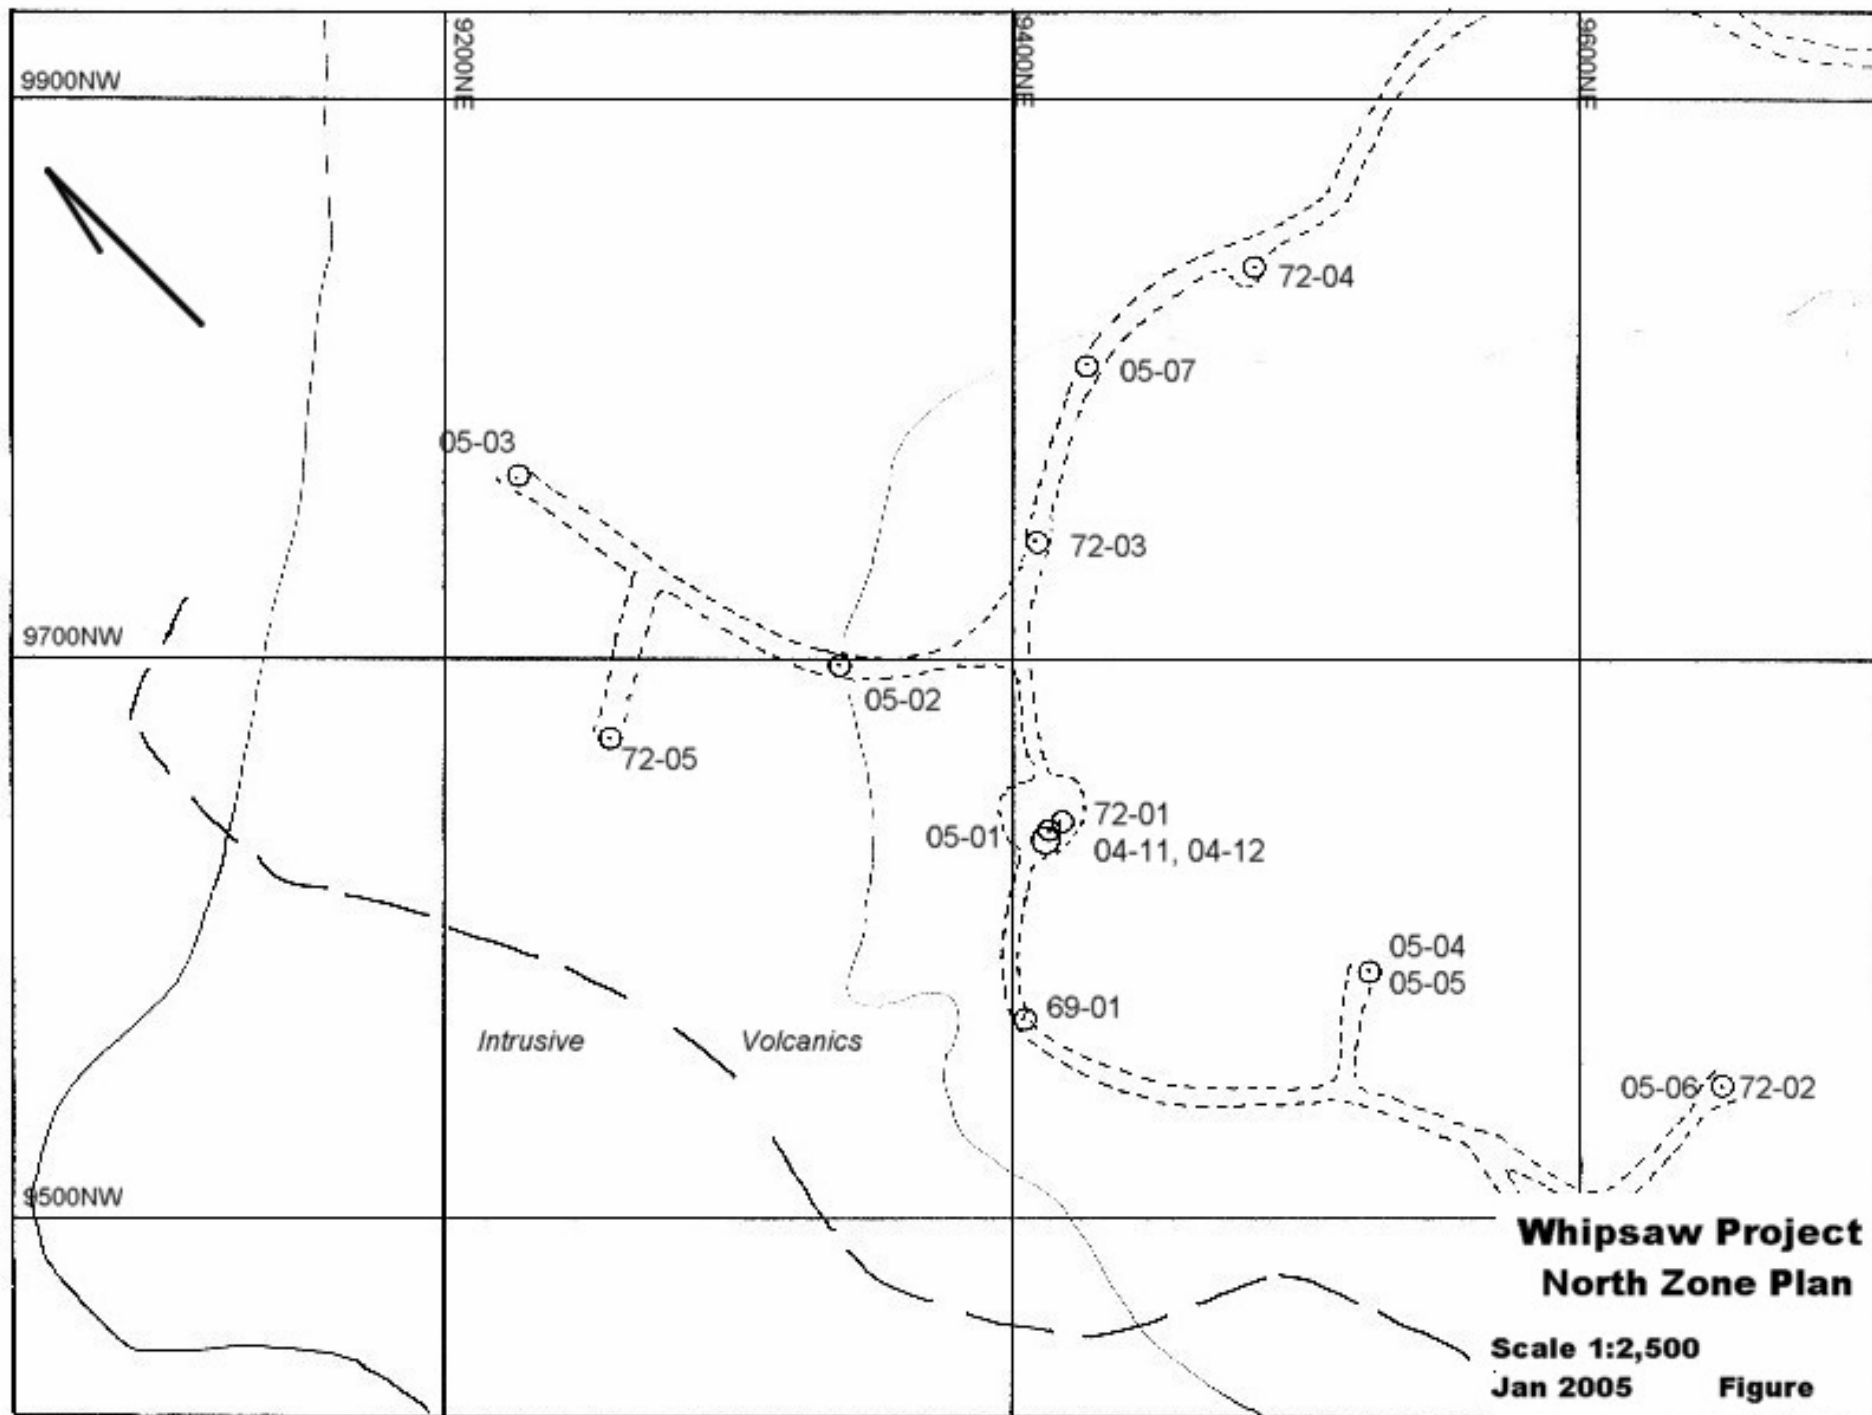 9200NE
9400NE
9600NE
9900NW
72-04
05-07
05-03
72-03
9700NW
05-02
72-05
72-01
05-01
04-11, 04-12
05-04
05-05
69-01
Intrusive
Volcanics
05-06
72-02
9500NW
Whipsaw Project
North Zone Plan
Scale 1:2,500
Jan 2005 Figure